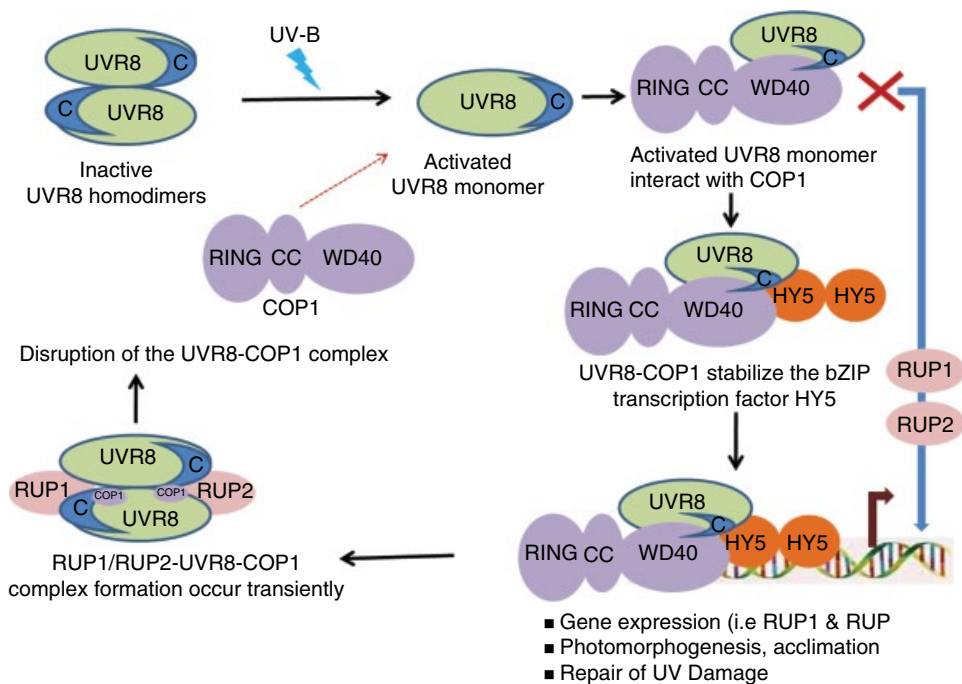 UV-B
UVR8
C
C
UVR8
Inactive
UVR8 homodimers
UVR8
C
Activated
UVR8 monomer
UVR8
C
RING
CC
WD40
Activated UVR8 monomer
interact with COP1
RING
CC
WD40
COP1
UVR8
C
RING
CC
WD40
HY5
HY5
UVR8-COP1 stabilize the bZIP
transcription factor HY5
RUP1
RUP2
UVR8
C
RING
CC
WD40
HY5
HY5
■ Gene expression (i.e RUP1 & RUP
■ Photomorphogenesis, acclimation
■ Repair of UV Damage
Disruption of the UVR8-COP1 complex
UVR8
C
RUP1
COP1
COP1
RUP2
C
UVR8
RUP1/RUP2-UVR8-COP1
complex formation occur transiently